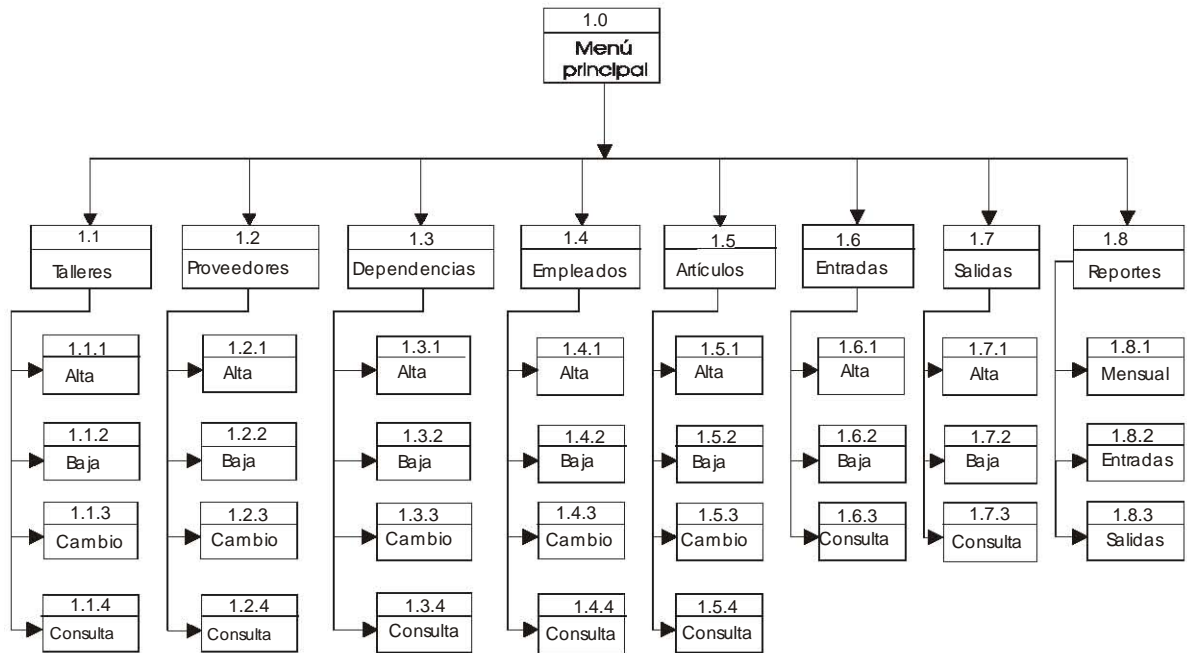 1.0
Menú
principal
1.1
Talleres
1.2
Proveedores
1.3
Dependencias
1.4
Empleados
1.5
Artículos
1.6
Entradas
1.7
Salidas
1.8
Reportes
1.1.1
Alta
1.2.1
Alta
1.3.1
Alta
1.4.1
Alta
1.5.1
Alta
1.6.1
Alta
1.7.1
Alta
1.8.1
Mensual
1.1.2
Baja
1.2.2
Baja
1.3.2
Baja
1.4.2
Baja
1.5.2
Baja
1.6.2
Baja
1.7.2
Baja
1.8.2
Entradas
1.1.3
Cambio
1.2.3
Cambio
1.3.3
Cambio
1.4.3
Cambio
1.5.3
Cambio
1.6.3
Consulta
1.7.3
Consulta
1.8.3
Salidas
1.1.4
Consulta
1.2.4
Consulta
1.3.4
Consulta
1.4.4
Consulta
1.5.4
Consulta